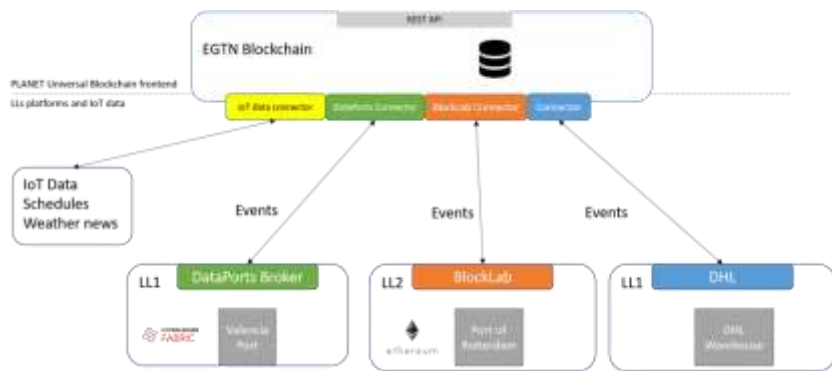 REST API
EGTN Blockchain
PLANET Universal Blockchain frontend
LLs platforms and IoT data
IoT data connector
DataPorts Connector
BlockLab Connector
Connector
IoT Data
Schedules
Weather news
Events
Events
Events
LL1
DataPorts Broker
LL2
BlockLab
LL1
DHL
HYPERLEDGER
FABRIC
Valencia
Port
ethereum
Port of
Rotterdam
DHL
Warehouse